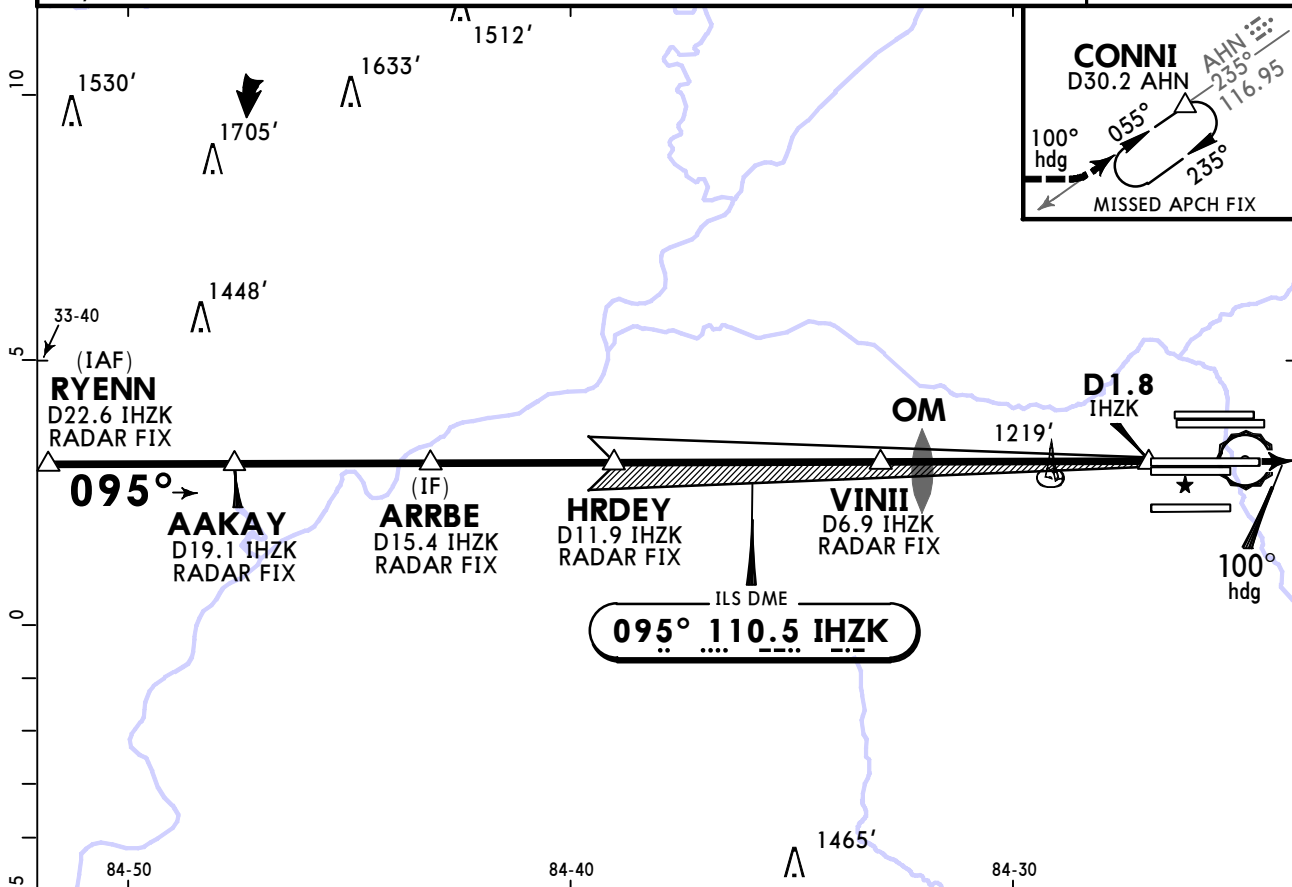 1512'
1530'
1633'
1705'
10
CONNI
D30.2 AHN
AHN
235°
116.95
055°
100°
hdg
235°
MISSED APCH FIX
1448'
33-40
5
(IAF)
RYENN
D22.6 IHZK
RADAR FIX
D1.8
IHZK
OM
1219'
095°
(IF)
AAKAY
D19.1 IHZK
RADAR FIX
ARRBE
D15.4 IHZK
RADAR FIX
HRDEY
D11.9 IHZK
RADAR FIX
VINII
D6.9 IHZK
RADAR FIX
100°
hdg
ILS DME
095° 110.5 IHZK
0
1465'
84-50
84-40
84-30
5